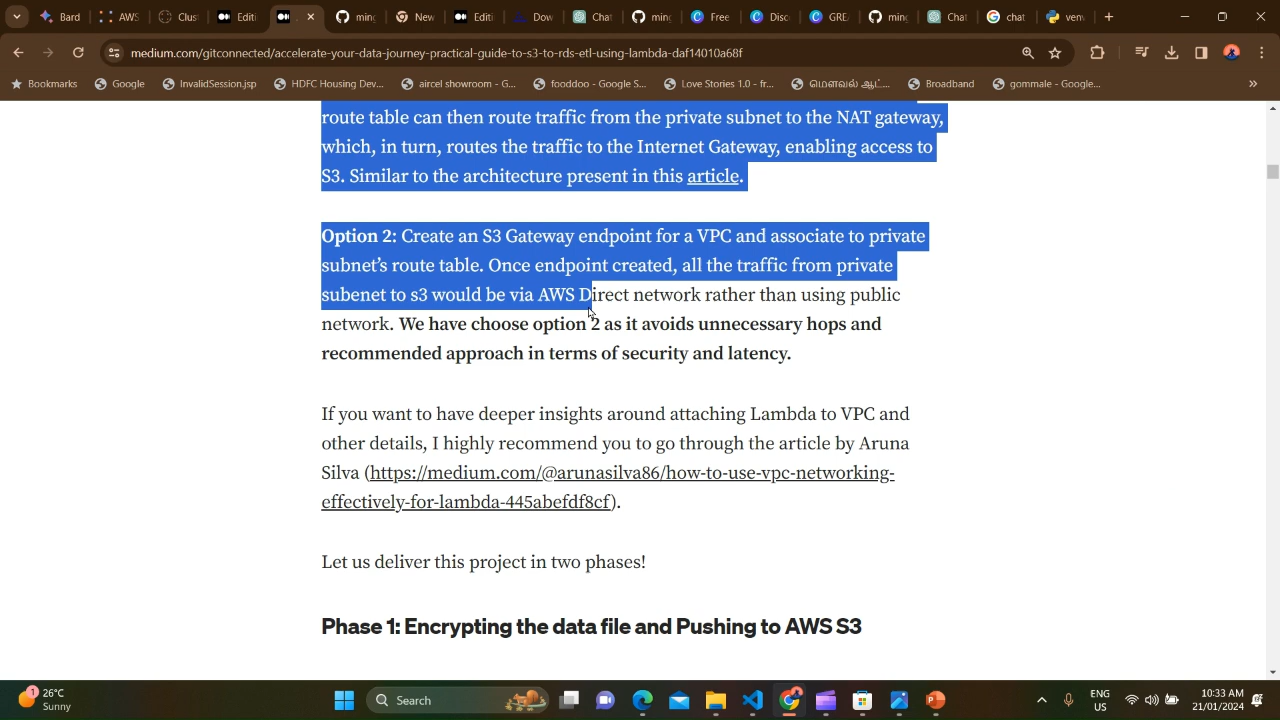 Bard
AWS
Clus
Editi
ming
New
Editi
Dow
Chat
ming
Free
Disc
GRE
ming
Chat
chat
venv
medium.com/gitconnected/accelerate-your-data-journey-practical-guide-to-s3-to-rds-etl-using-lambda-daf14010a68f
Bookmarks
Google
InvalidSession.jsp
HDFC Housing Dev...
aircel showroom - G...
fooddoo - Google S...
Love Stories 1.0 - fr...
மௌவல் ஆட்...
Broadband
gommale - Google...
route table can then route traffic from the private subnet to the NAT gateway,
which, in turn, routes the traffic to the Internet Gateway, enabling access to
S3. Similar to the architecture present in this article.
Option 2: Create an S3 Gateway endpoint for a VPC and associate to private
subnet’s route table. Once endpoint created, all the traffic from private
subenet to s3 would be via AWS Direct network rather than using public
network. We have choose option 2 as it avoids unnecessary hops and
recommended approach in terms of security and latency.
If you want to have deeper insights around attaching Lambda to VPC and
other details, I highly recommend you to go through the article by Aruna
Silva (https://medium.com/@arunasilva86/how-to-use-vpc-networking-
effectively-for-lambda-445abefdf8cf).
Let us deliver this project in two phases!
Phase 1: Encrypting the data file and Pushing to AWS S3
1
26°C
Sunny
Search
ENG
US
10:33 AM
21/01/2024